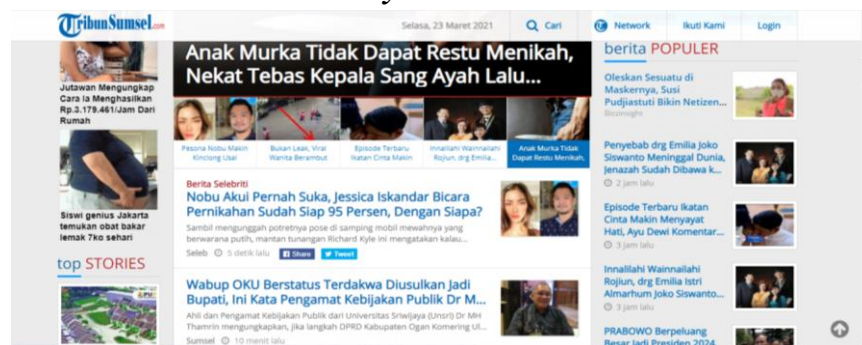 TribunSumsel.com
Selasa, 23 Maret 2021
Cari
Network
Ikuti Kami
Login
Jutawan Mengungkap
Cara ia Menghasilkan
Rp.3.179.461/Jam Dari
Rumah
Siswi genius Jakarta
temukan obat bakar
lemak 7ko sehari
top STORIES
Anak Murka Tidak Dapat Restu Menikah,
Nekat Tebas Kepala Sang Ayah Lalu...
Pesona Nobu Makin
Kinclong Usai
Bukan Leak, Viral
Wanita Berambut
Episode Terbaru
Ikatan Cinta Makin
Innalilahi Wainnailahi
Rojiun, drg Emilia...
Anak Murka Tidak
Dapat Restu Menikah,
Berita Selebriti
Nobu Akui Pernah Suka, Jessica Iskandar Bicara
Pernikahan Sudah Siap 95 Persen, Dengan Siapa?
Sambil mengunggah potretnya pose di samping mobil mewahnya yang
berwarana putih, mantan tunangan Richard Kyle ini mengatakan kalau...
Seleb 5 detik lalu Share Tweet
Wabup OKU Berstatus Terdakwa Diusulkan Jadi
Bupati, Ini Kata Pengamat Kebijakan Publik Dr M...
Ahli dan Pengamat Kebijakan Publik dari Universitas Sriwijaya (Unsri) Dr MH
Thamrin mengungkapkan, jika langkah DPRD Kabupaten Ogan Komering Ul...
Sumsel 10 menit lalu
berita POPULER
Oleskan Sesuatu di
Maskernya, Susi
Pudjiastuti Bikin Netizen...
Penyebab drg Emilia Joko
Siswanto Meninggal Dunia,
Jenazah Sudah Dibawa k...
2 jam lalu
Episode Terbaru Ikatan
Cinta Makin Menyayat
Hati, Ayu Dewi Komentar...
3 jam lalu
Innalilahi Wainnailahi
Rojiun, drg Emilia Istri
Almarhum Joko Siswanto...
3 jam lalu
PRABOWO Berpeluang
Besar Jadi Presiden 2024